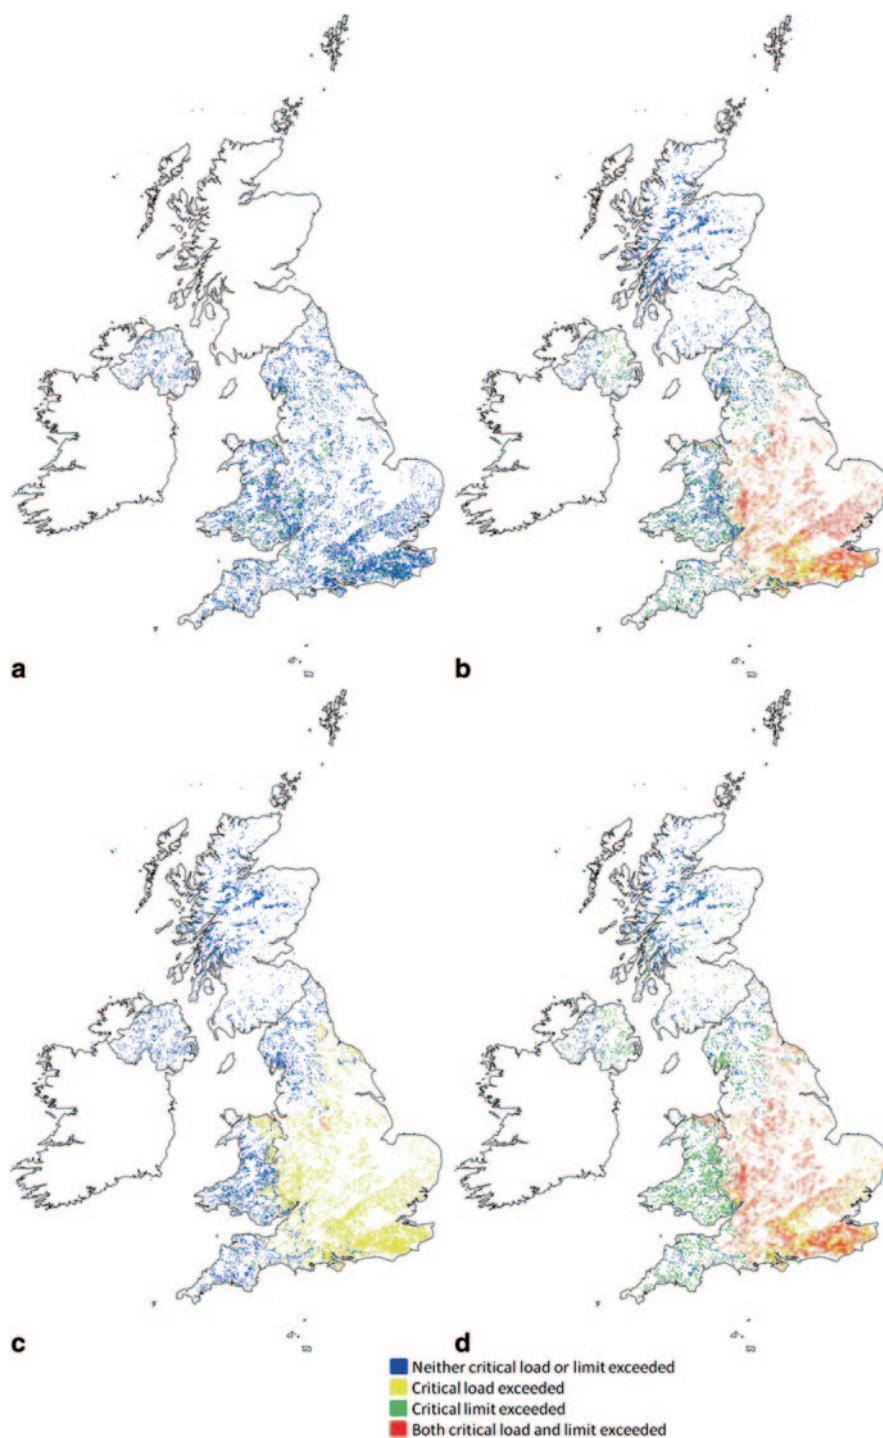 a
b
c
d
Neither critical load or limit exceeded
Critical load exceeded
Critical limit exceeded
Both critical load and limit exceeded